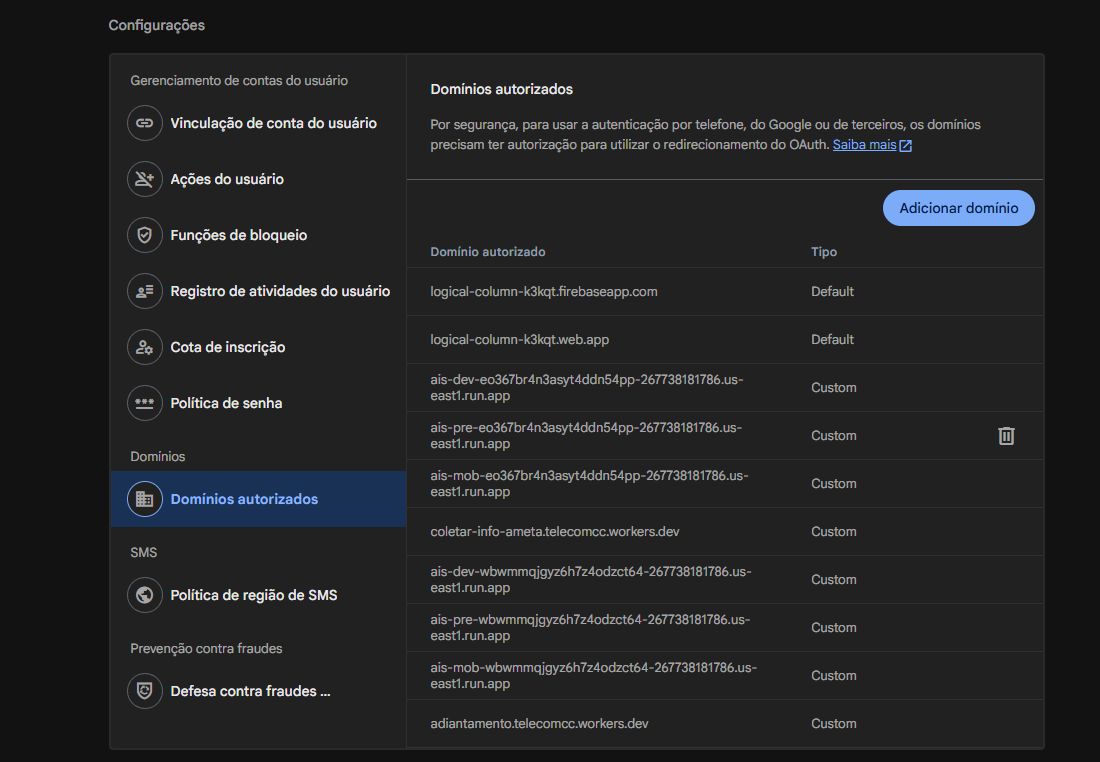 Configurações
Gerenciamento de contas do usuário
Vinculação de conta do usuário
Ações do usuário
Funções de bloqueio
Registro de atividades do usuário
Cota de inscrição
Política de senha
Domínios
Domínios autorizados
SMS
Política de região de SMS
Prevenção contra fraudes
Defesa contra fraudes ...
Domínios autorizados
Por segurança, para usar a autenticação por telefone, do Google ou de terceiros, os domínios
precisam ter autorização para utilizar o redirecionamento do OAuth. Saiba mais
Adicionar domínio
Domínio autorizado Tipo
logical-column-k3kqt.firebaseapp.com Default
logical-column-k3kqt.web.app Default
ais-dev-eo367br4n3asyt4ddn54pp-267738181786.us-
east1.run.app Custom
ais-pre-eo367br4n3asyt4ddn54pp-267738181786.us-
east1.run.app Custom
ais-mob-eo367br4n3asyt4ddn54pp-267738181786.us-
east1.run.app Custom
coletar-info-ameta.telecomcc.workers.dev Custom
ais-dev-wbwmmqjgyz6h7z4odzct64-267738181786.us-
east1.run.app Custom
ais-pre-wbwmmqjgyz6h7z4odzct64-267738181786.us-
east1.run.app Custom
ais-mob-wbwmmqjgyz6h7z4odzct64-267738181786.us-
east1.run.app Custom
adiantamento.telecomcc.workers.dev Custom